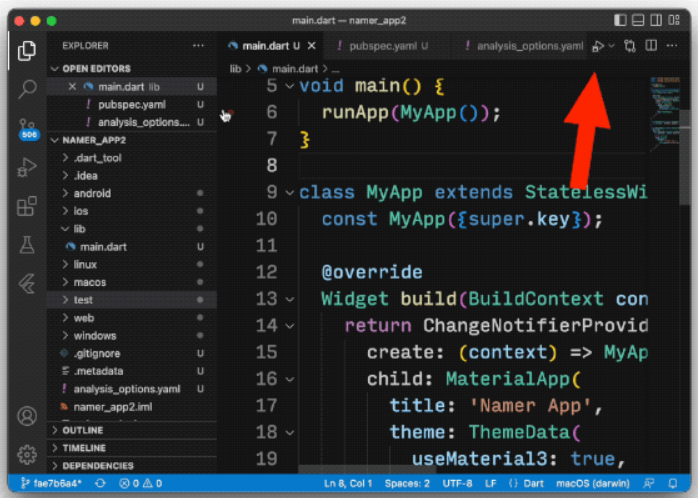 main.dart — namer_app2
EXPLORER
OPEN EDITORS
main.dart lib U
pubspec.yaml U
analysis_options.... U
NAMER_APP2
.dart_tool
.idea
android
ios
lib
main.dart U
linux
macos
test
web
windows
.gitignore U
.metadata U
analysis_options.yaml U
namer_app2.iml
OUTLINE
TIMELINE
DEPENDENCIES
506
main.dart U
pubspec.yaml U
analysis_options.yaml
lib > main.dart > ...
5 void main() {
6 runApp(MyApp());
7 }
8
9 class MyApp extends StatelessWi
10 const MyApp({super.key});
11
12 @override
13 Widget build(BuildContext con
14 return ChangeNotifierProvid
15 create: (context) => MyAp
16 child: MaterialApp(
17 title: 'Namer App',
18 theme: ThemeData(
19 useMaterial3: true,
fae7b6a4* 0 0 Ln 8, Col 1 Spaces: 2 UTF-8 LF {} Dart macOS (darwin)